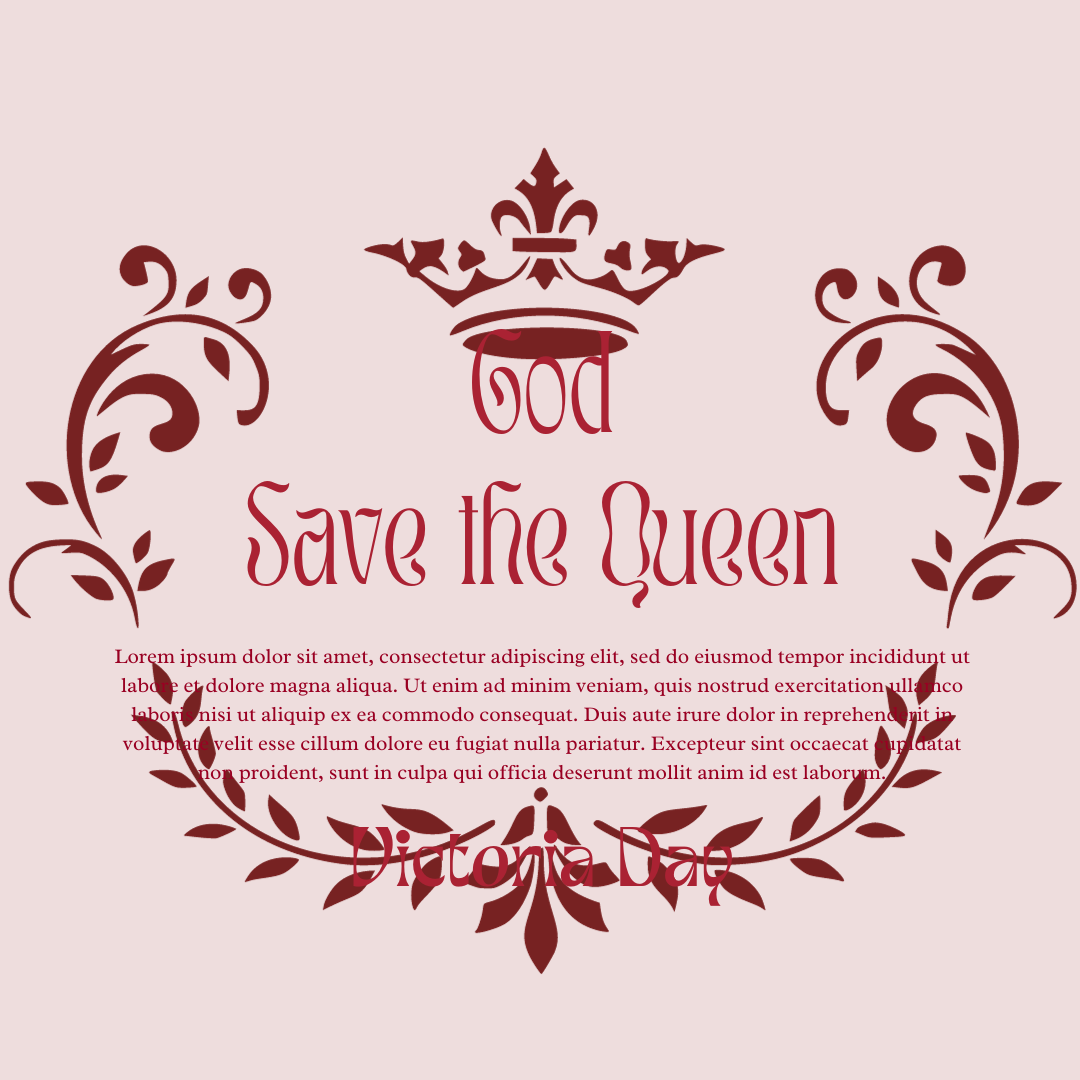 God
Save the Queen
Lorem ipsum dolor sit amet, consectetur adipiscing elit, sed do eiusmod tempor incididunt ut
labore et dolore magna aliqua. Ut enim ad minim veniam, quis nostrud exercitation ullamco
laboris nisi ut aliquip ex ea commodo consequat. Duis aute irure dolor in reprehenderit in
voluptate velit esse cillum dolore eu fugiat nulla pariatur. Excepteur sint occaecat cupidatat
non proident, sunt in culpa qui officia deserunt mollit anim id est laborum.
Victoria Day